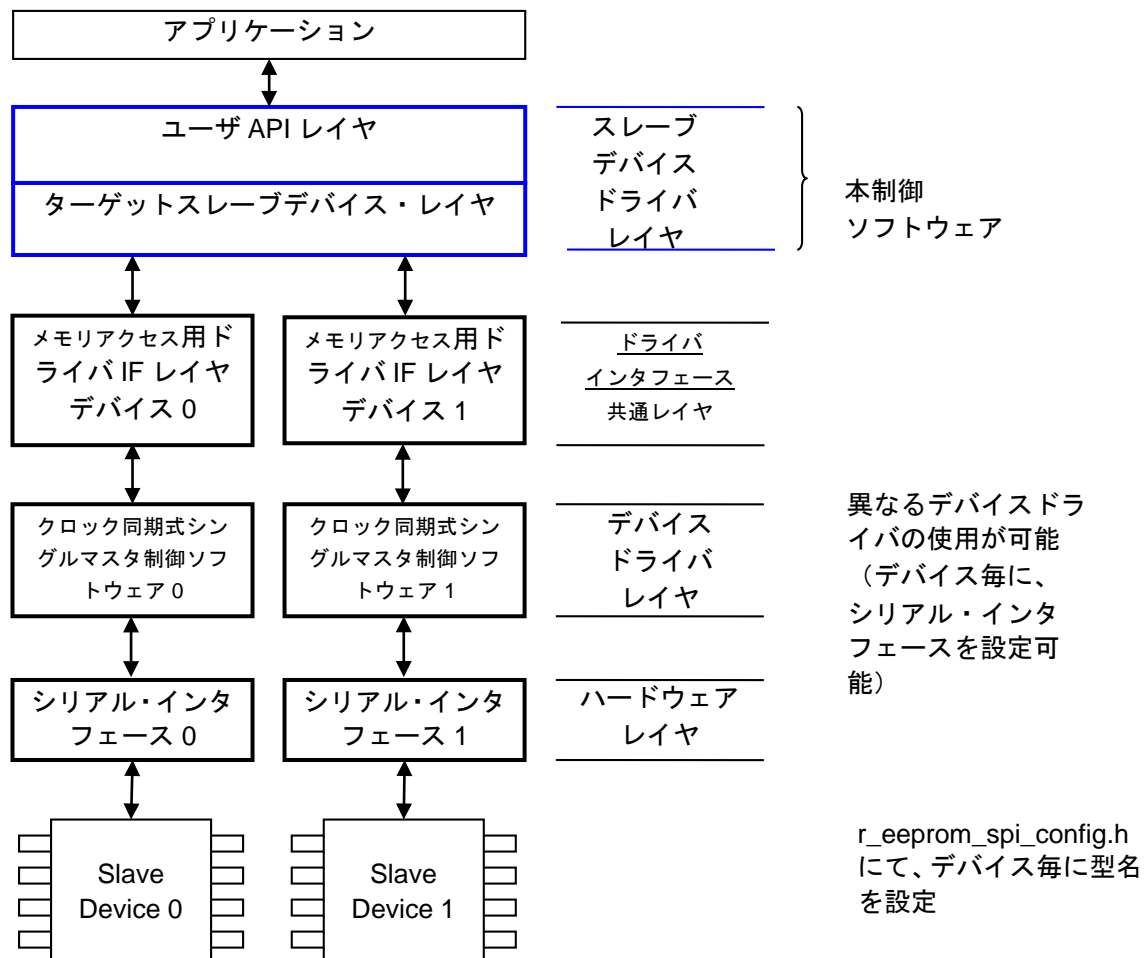 アプリケーション
ユーザ API レイヤ
ターゲットスレーブデバイス・レイヤ
スレーブ
デバイス
ドライバ
レイヤ
本制御
ソフトウェア
メモリアクセス用ド
ライバ IF レイヤ
デバイス 0
メモリアクセス用ド
ライバ IF レイヤ
デバイス 1
ドライバ
インタフェース
共通レイヤ
クロック同期式シン
グルマスタ制御ソフ
トウェア 0
クロック同期式シン
グルマスタ制御ソフ
トウェア 1
デバイス
ドライバ
レイヤ
異なるデバイスドラ
イバの使用が可能
（デバイス毎に、
シリアル・インタ
フェースを設定可
能）
シリアル・インタ
フェース 0
シリアル・インタ
フェース 1
ハードウェア
レイヤ
Slave
Device 0
Slave
Device 1
r_eeprom_spi_config.h
にて、デバイス毎に型名
を設定